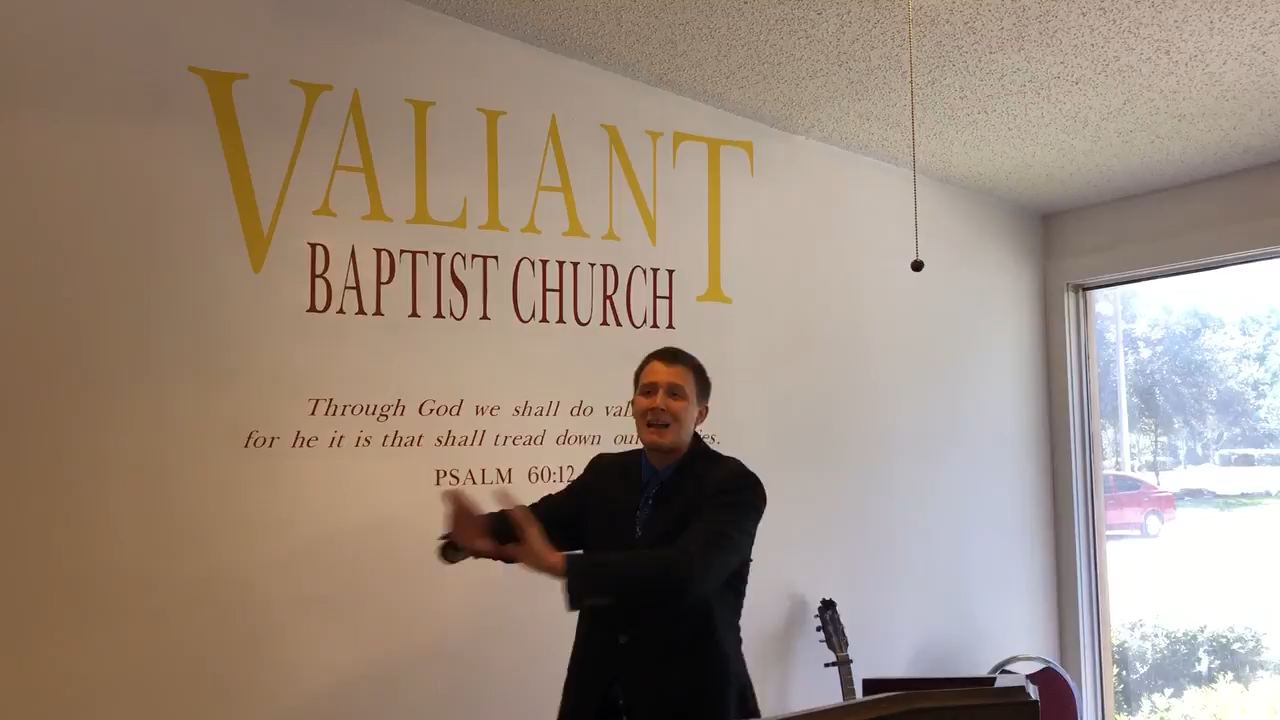 VALIANT
BAPTIST CHURCH
Through God we shall do
for he it is that shall tread down
PSALM 60:12